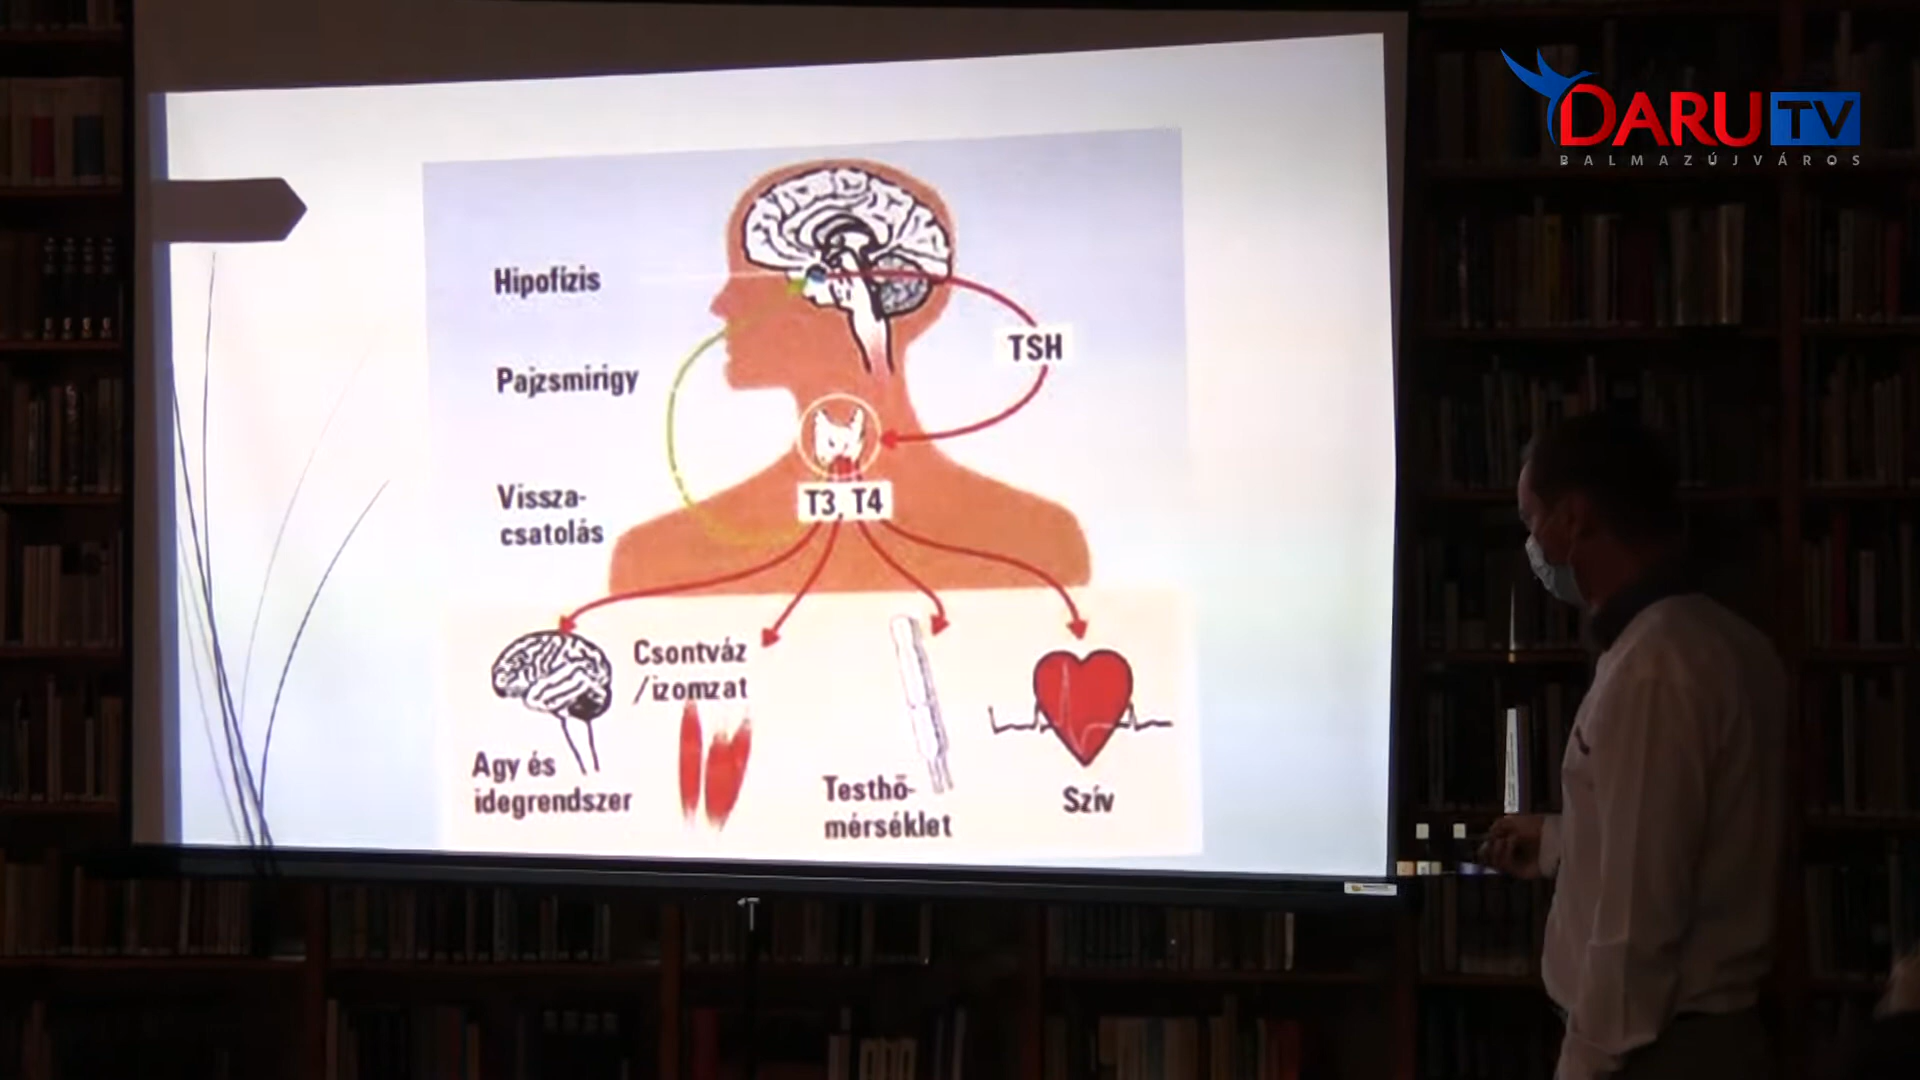 DARU TV
BALMAZÚJVÁROS
Hipofízis
TSH
Pajzsmirigy
Vissza-
csatolás
T3, T4
Csontváz
/izomzat
Agy és
idegrendszer
Testhő-
mérséklet
Szív